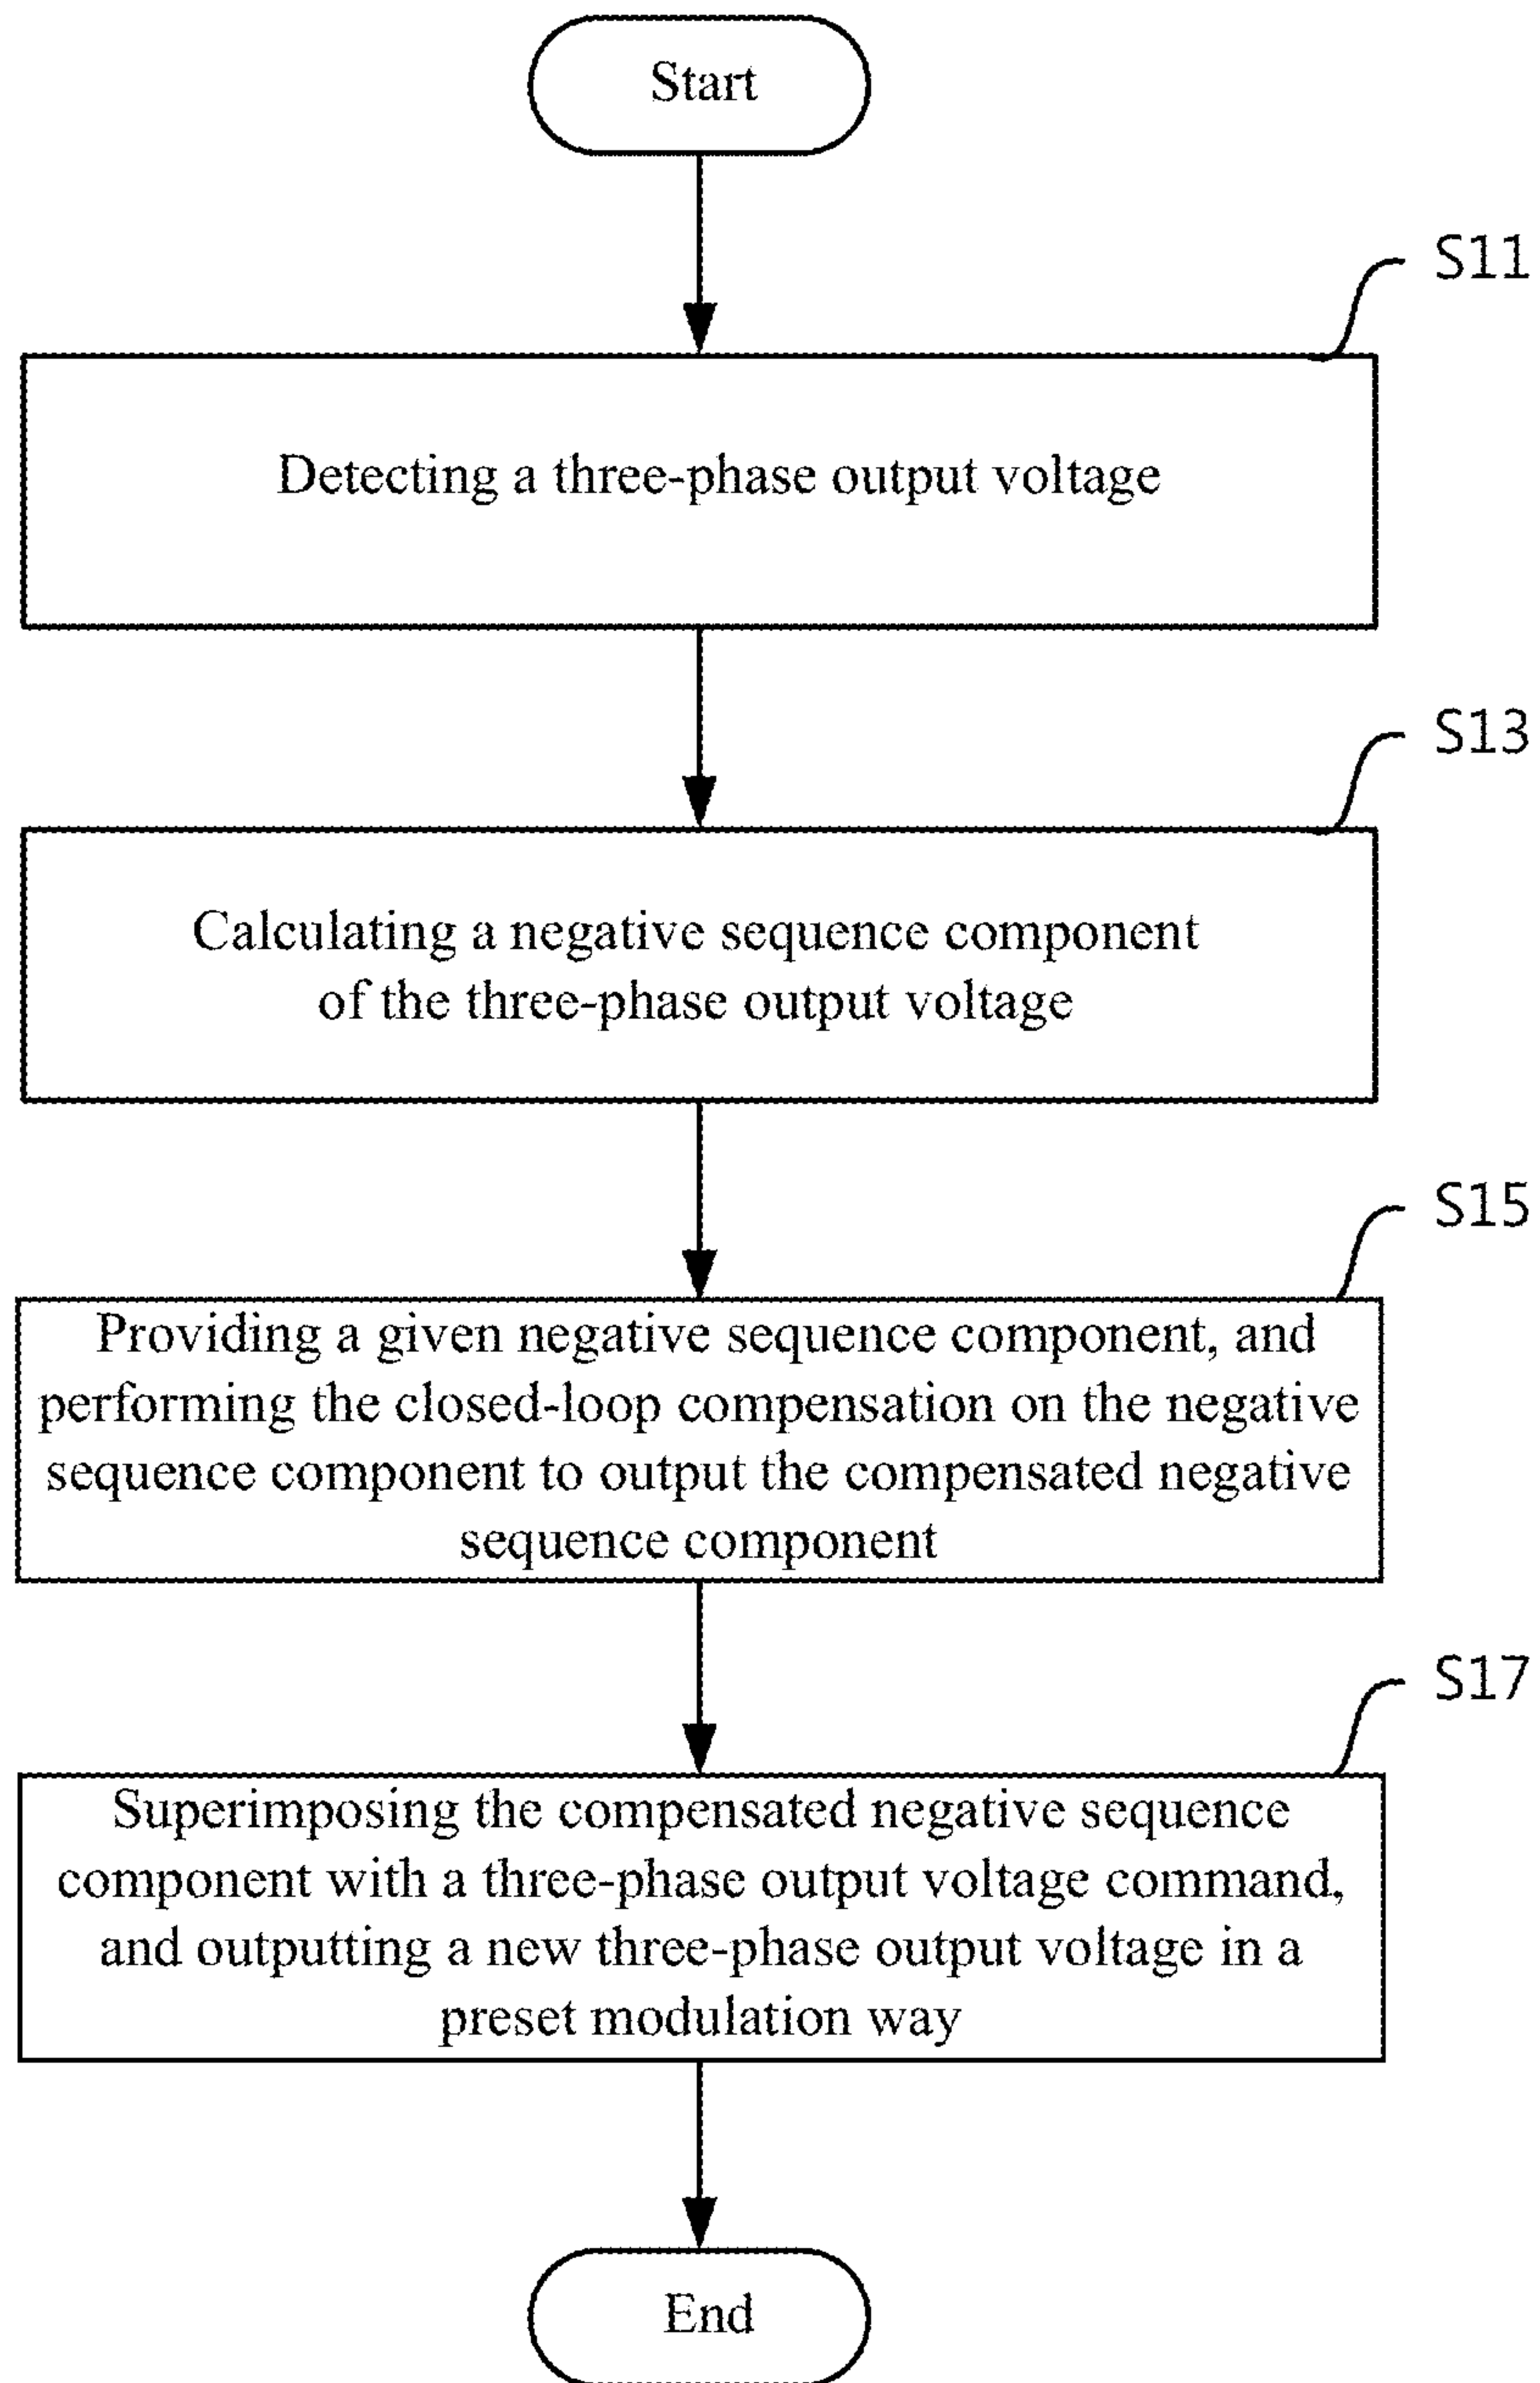 Start
S11
Detecting a three-phase output voltage
S13
Calculating a negative sequence component
of the three-phase output voltage
S15
Providing a given negative sequence component, and
performing the closed-loop compensation on the negative
sequence component to output the compensated negative
sequence component
S17
Superimposing the compensated negative sequence
component with a three-phase output voltage command,
and outputting a new three-phase output voltage in a
preset modulation way
End